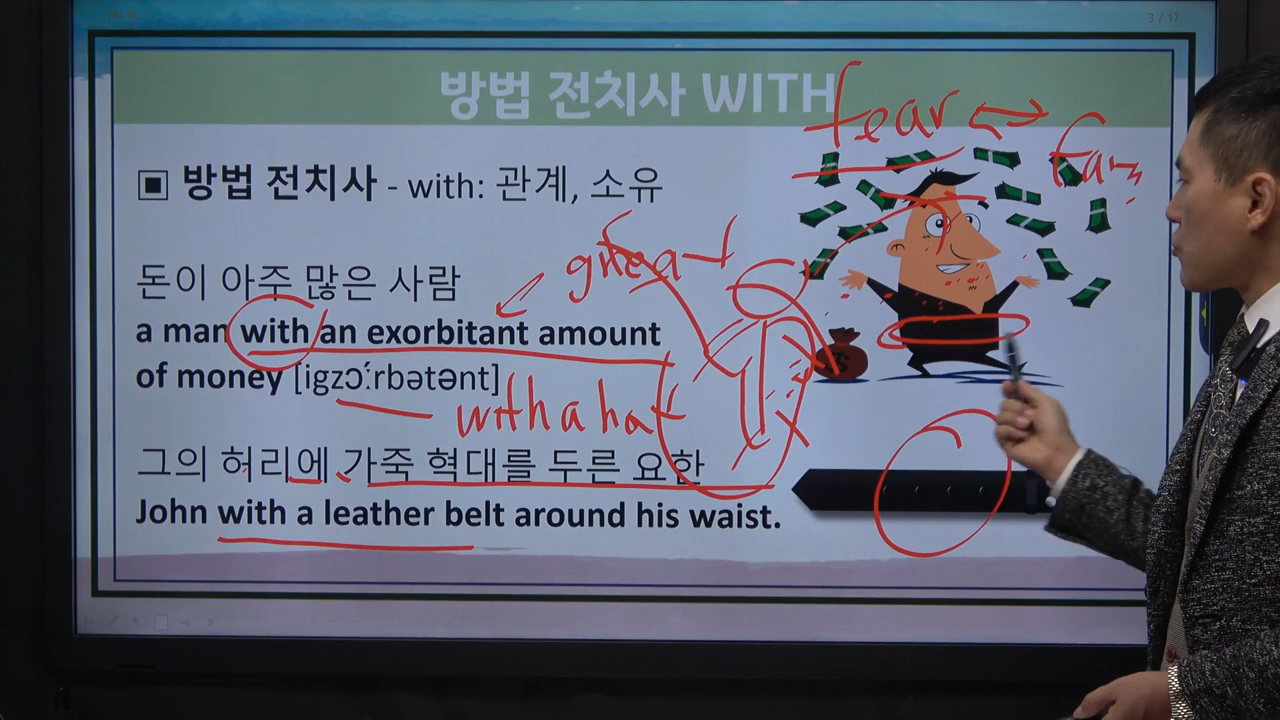 3 / 17
방법 전치사 WITH
fear ↔
▣ 방법 전치사 - with: 관계, 소유
great
돈이 아주 많은 사람
a man with an exorbitant amount
of money [igzɔ́ːrbətənt]
with a hat
그의 허리에 가죽 혁대를 두른 요한
John with a leather belt around his waist.